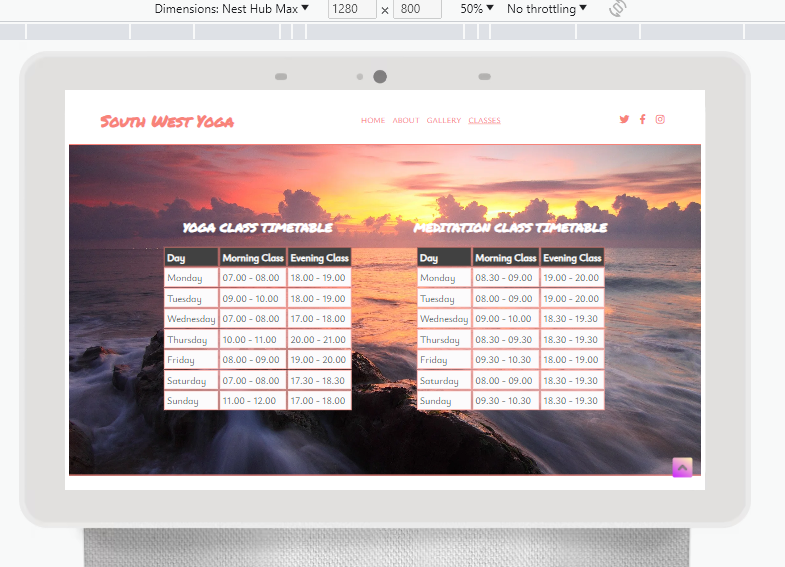 Dimensions: Nest Hub Max ▼ 1280 × 800 50% ▼ No throttling ▼
South West Yoga HOME ABOUT GALLERY CLASSES
YOGA CLASS TIMETABLE
Day Morning Class Evening Class
Monday 07.00 - 08.00 18.00 - 19.00
Tuesday 09.00 - 10.00 18.00 - 19.00
Wednesday 07.00 - 08.00 17.00 - 18.00
Thursday 10.00 - 11.00 20.00 - 21.00
Friday 08.00 - 09.00 19.00 - 20.00
Saturday 07.00 - 08.00 17.30 - 18.30
Sunday 11.00 - 12.00 17.00 - 18.00
MEDITATION CLASS TIMETABLE
Day Morning Class Evening Class
Monday 08.30 - 09.00 19.00 - 20.00
Tuesday 08.00 - 09.00 19.00 - 20.00
Wednesday 09.00 - 10.00 18.30 - 19.30
Thursday 08.30 - 09.30 18.30 - 19.30
Friday 09.30 - 10.30 18.00 - 19.00
Saturday 08.00 - 09.00 18.30 - 19.30
Sunday 09.30 - 10.30 18.30 - 19.30